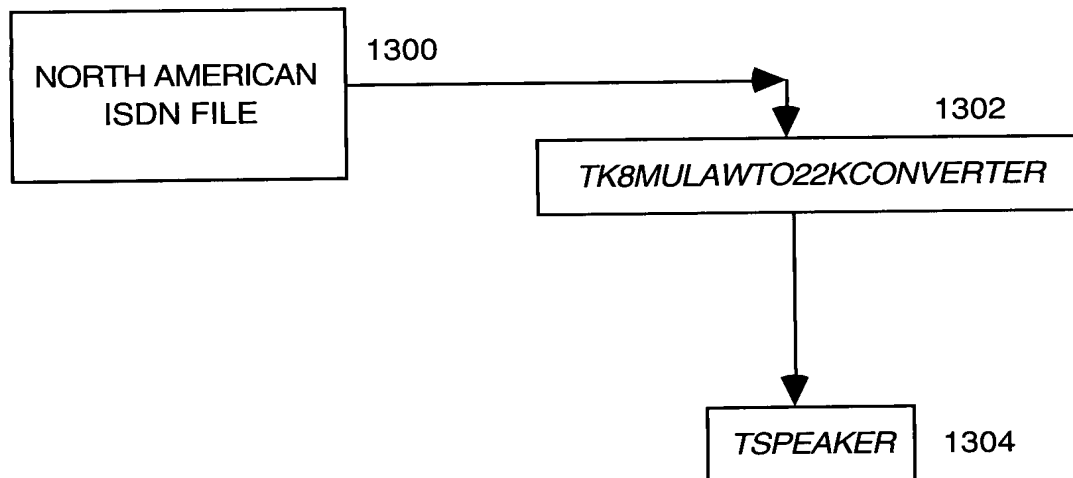 NORTH AMERICAN
ISDN FILE
1300
1302
TK8MULAWTO22KCONVERTER
TSPEAKER
1304